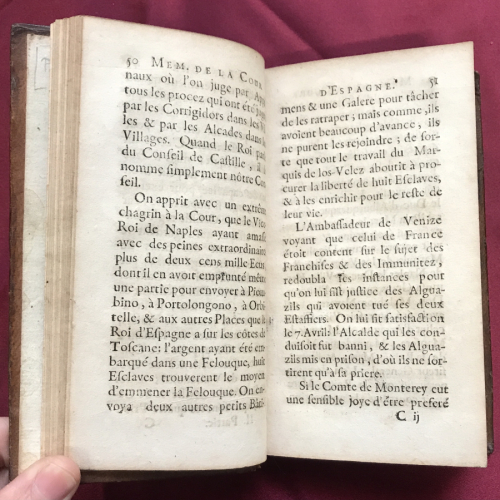 50 MEM. DE LA COUR
naux où l'on juge par
tous les procez qui ont été
par les Corrigidors dans les
les & par les Alcades dans
Villages. Quand le Roi
du Conseil de Castille, il
nomme simplement nôtre
seil.
On apprit avec un extrême
chagrin à la Cour, que le Vice
Roi de Naples ayant amassé
avec des peines extraordinaires
plus de deux cens mille Ecus
dont il en avoit emprunté même
une partie pour envoyer à Piom-
bîno, à Portolongono, à Orbi-
telle, & aux autres Places que le
Roi d'Espagne a sur les côtes de
Toscane: l'argent ayant été em-
barqué dans une Felouque, huit
Esclaves trouverent le moyen
d'emmener la Felouque. On en-
voya deux autres petits Bâti-
D'ESPAGNE. 51
mens & une Galere pour tâcher
de les ratraper; mais comme ils
avoient beaucoup d'avance, ils
ne purent les rejoindre; de sor-
te que tout le travail du Mar-
quis de los-Velez aboutit à pro-
curer la liberté de huit Esclaves,
& à les enrichir pour le reste de
leur vie.
L'Ambassadeur de Venize
voyant que celui de France
étoit content sur le sujet des
Franchises & des Immunitez,
redoubla ses instances pour
qu'on lui fît justice des Algua-
zils qui avoient tué ses deux
Estafiers. On lui fit satisfaction
le 7. Avril: l'Alcalde qui les con-
duisoit fut banni, & les Algua-
zils mis en prison, d'où ils ne sor-
tirent qu'à sa priere.
Si le Comte de Monterey eut
une sensible joye d'être preferé
C ij